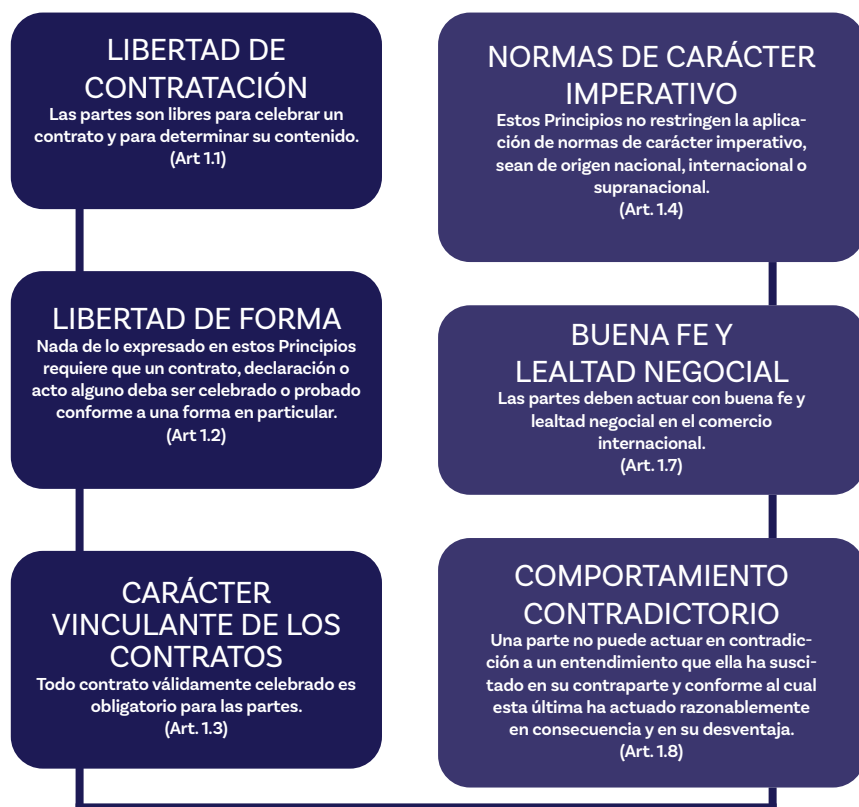 LIBERTAD DE
CONTRATACIÓN
Las partes son libres para celebrar un
contrato y para determinar su contenido.
(Art 1.1)
LIBERTAD DE FORMA
Nada de lo expresado en estos Principios
requiere que un contrato, declaración o
acto alguno deba ser celebrado o probado
conforme a una forma en particular.
(Art 1.2)
CARÁCTER
VINCULANTE DE LOS
CONTRATOS
Todo contrato válidamente celebrado es
obligatorio para las partes.
(Art. 1.3)
NORMAS DE CARÁCTER
IMPERATIVO
Estos Principios no restringen la aplica-
ción de normas de carácter imperativo,
sean de origen nacional, internacional o
supranacional.
(Art. 1.4)
BUENA FE Y
LEALTAD NEGOCIAL
Las partes deben actuar con buena fe y
lealtad negocial en el comercio
internacional.
(Art. 1.7)
COMPORTAMIENTO
CONTRADICTORIO
Una parte no puede actuar en contradic-
ción a un entendimiento que ella ha susci-
tado en su contraparte y conforme al cual
esta última ha actuado razonablemente
en consecuencia y en su desventaja.
(Art. 1.8)